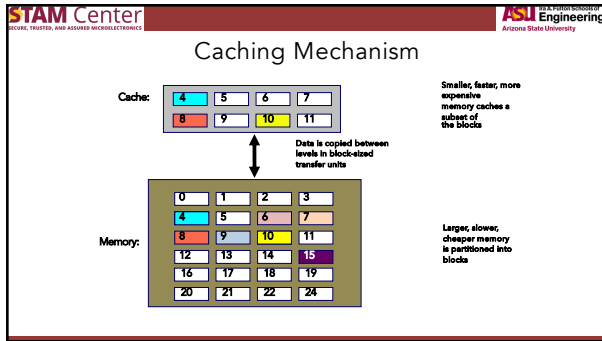 STAM Center
SECURE, TRUSTED, AND ASSURED MICROELECTRONICS
ASU Ira A. Fulton Schools of
Engineering
Arizona State University
Caching Mechanism
Cache:
4 5 6 7
8 9 10 11
Smaller, faster, more
expensive
memory caches a
subset of
the blocks
Data is copied between
levels in block-sized
transfer units
Memory:
0 1 2 3
4 5 6 7
8 9 10 11
12 13 14 15
16 17 18 19
20 21 22 24
Larger, slower,
cheaper memory
is partitioned into
blocks